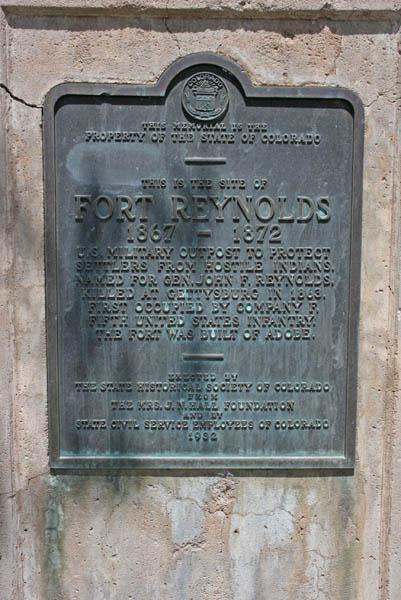 COLORADO
THIS MEMORIAL IS THE
PROPERTY OF THE STATE OF COLORADO
THIS IS THE SITE OF
FORT REYNOLDS
1867 — 1872
U.S. MILITARY OUTPOST TO PROTECT
SETTLERS FROM HOSTILE INDIANS,
NAMED FOR GEN. JOHN F. REYNOLDS,
KILLED AT GETTYSBURG IN 1863.
FIRST OCCUPIED BY COMPANY F,
FIFTH UNITED STATES INFANTRY.
THE FORT WAS BUILT OF ADOBE.
ERECTED BY
THE STATE HISTORICAL SOCIETY OF COLORADO
FROM
THE MRS. J. N. HALL FOUNDATION
AND BY
STATE CIVIL SERVICE EMPLOYEES OF COLORADO
1932